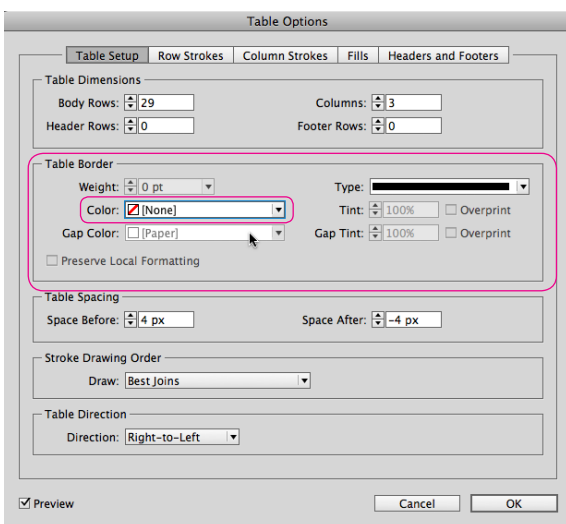 Table Options
Table Setup Row Strokes Column Strokes Fills Headers and Footers
Table Dimensions
Body Rows: 29 Columns: 3
Header Rows: 0 Footer Rows: 0
Table Border
Weight: 0 pt Type:
Color: [None] Tint: 100% Overprint
Gap Color: [Paper] Gap Tint: 100% Overprint
Preserve Local Formatting
Table Spacing
Space Before: 4 px Space After: -4 px
Stroke Drawing Order
Draw: Best Joins
Table Direction
Direction: Right-to-Left
Preview Cancel OK